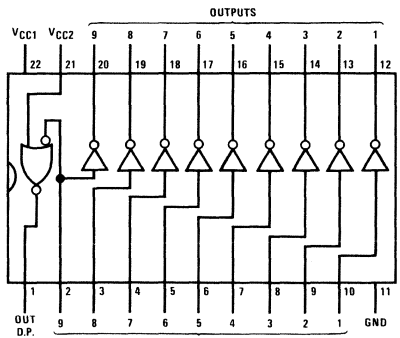 OUTPUTS
VCC1 VCC2 9 8 7 6 5 4 3 2 1
22 21 20 19 18 17 16 15 14 13 12
1 2 3 4 5 6 7 8 9 10 11
OUT D.P. 9 8 7 6 5 4 3 2 1 GND